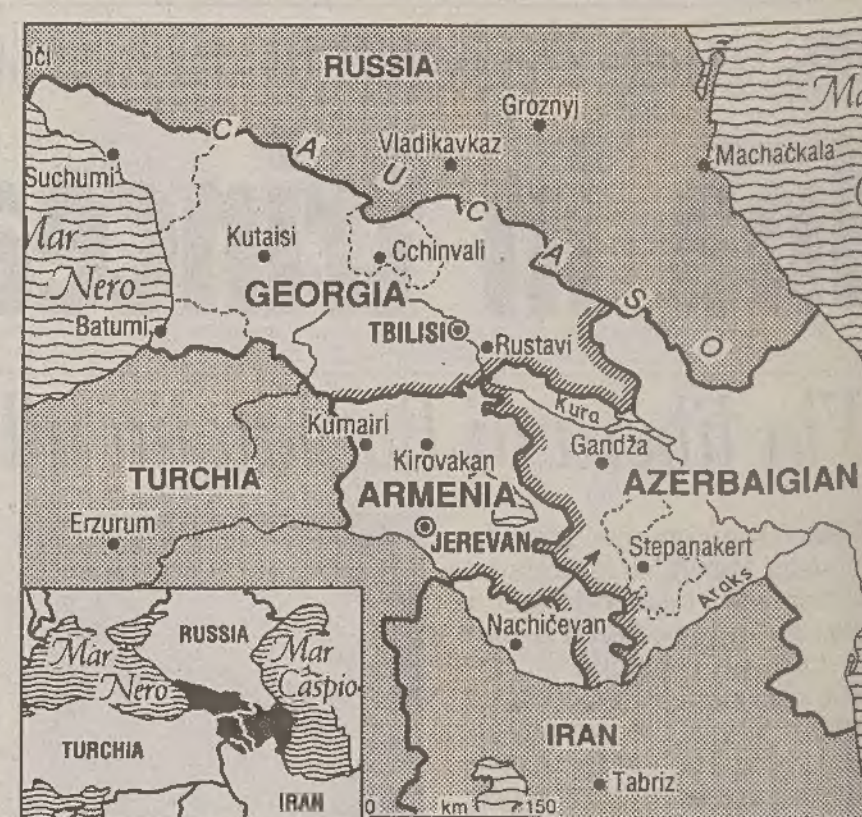 RUSSIA
Groznyj
Vladikavkaz
Machačkala
CAUCASO
Suchumi
Mar
Nero
Kutaisi
Cchinvali
GEORGIA
Batumi
TBILISI
Rustavi
Kura
Kumairi
Kirovakan
Gandža
TURCHIA
ARMENIA
AZERBAIGIAN
Erzurum
JEREVAN
Stepanakert
Araks
Nachičevan
IRAN
Tabriz
0 km 150
RUSSIA
Mar
Nero
Mar
Caspio
TURCHIA
IRAN